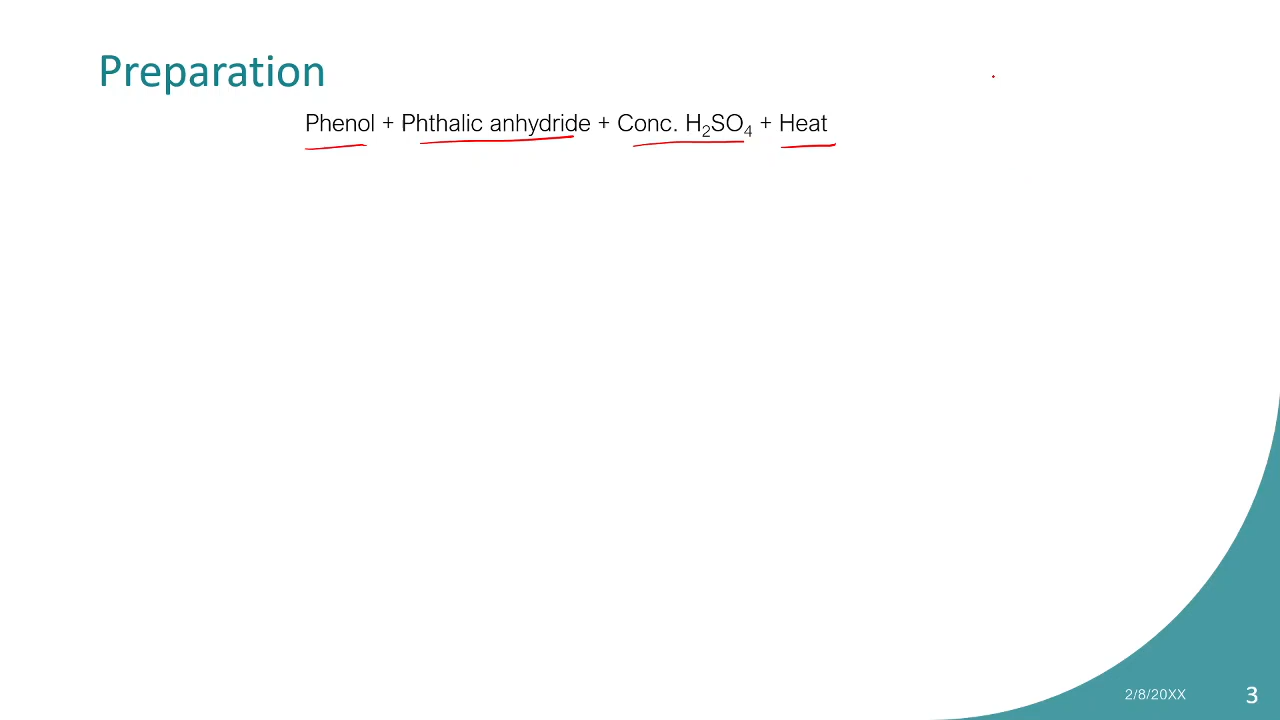 Preparation
Phenol + Phthalic anhydride + Conc. H₂SO₄ + Heat
2/8/20XX
3